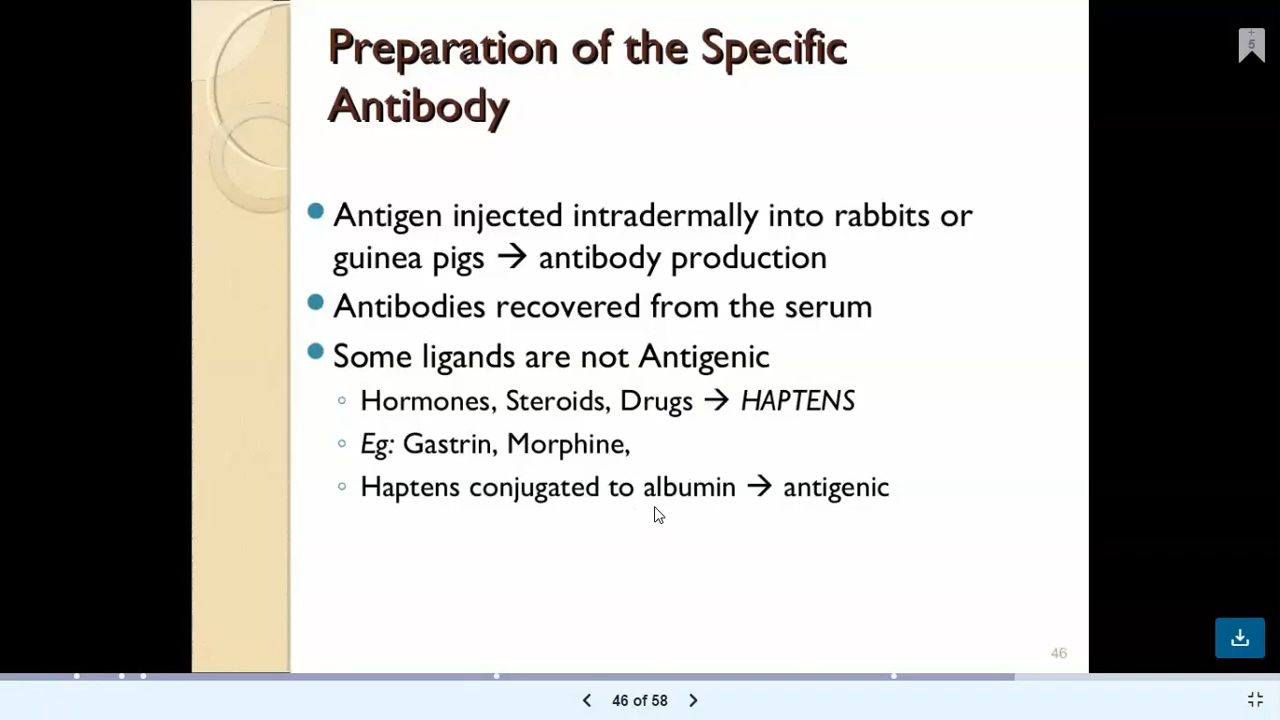 Preparation of the Specific
Antibody
Antigen injected intradermally into rabbits or
guinea pigs → antibody production
Antibodies recovered from the serum
Some ligands are not Antigenic
Hormones, Steroids, Drugs → HAPTENS
Eg: Gastrin, Morphine,
Haptens conjugated to albumin → antigenic
46
46 of 58
+
5